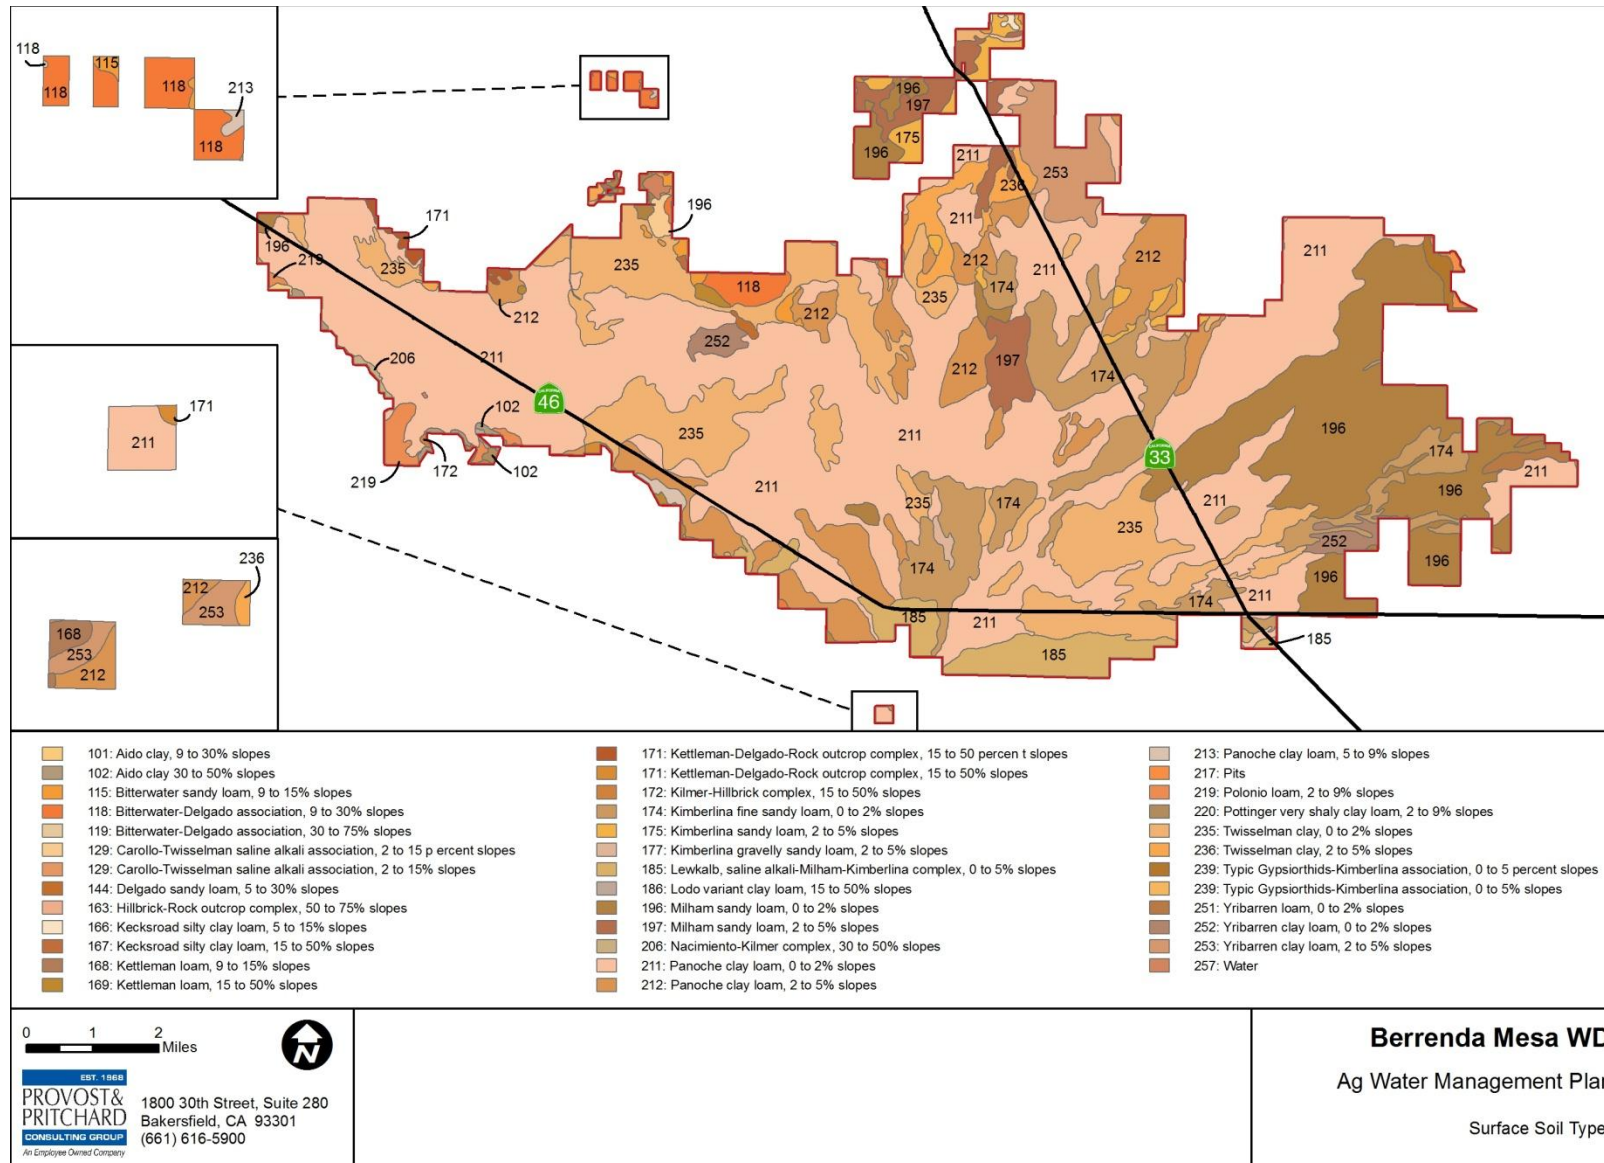 118
118
115
118
213
118
196
197
175
196
211
253
236
211
171
196
196
219
235
235
212
118
212
212
235
174
211
212
211
252
211
206
212
197
174
46
102
235
211
196
33
171
211
172
102
219
174
211
196
211
235
174
211
235
252
174
196
196
236
212
253
174
211
185
211
185
185
168
253
212
101: Aido clay, 9 to 30% slopes
102: Aido clay 30 to 50% slopes
115: Bitterwater sandy loam, 9 to 15% slopes
118: Bitterwater-Delgado association, 9 to 30% slopes
119: Bitterwater-Delgado association, 30 to 75% slopes
129: Carollo-Twisselman saline alkali association, 2 to 15 p ercent slopes
129: Carollo-Twisselman saline alkali association, 2 to 15% slopes
144: Delgado sandy loam, 5 to 30% slopes
163: Hillbrick-Rock outcrop complex, 50 to 75% slopes
166: Kecksroad silty clay loam, 5 to 15% slopes
167: Kecksroad silty clay loam, 15 to 50% slopes
168: Kettleman loam, 9 to 15% slopes
169: Kettleman loam, 15 to 50% slopes
171: Kettleman-Delgado-Rock outcrop complex, 15 to 50 percen t slopes
171: Kettleman-Delgado-Rock outcrop complex, 15 to 50% slopes
172: Kilmer-Hillbrick complex, 15 to 50% slopes
174: Kimberlina fine sandy loam, 0 to 2% slopes
175: Kimberlina sandy loam, 2 to 5% slopes
177: Kimberlina gravelly sandy loam, 2 to 5% slopes
185: Lewkalb, saline alkali-Milham-Kimberlina complex, 0 to 5% slopes
186: Lodo variant clay loam, 15 to 50% slopes
196: Milham sandy loam, 0 to 2% slopes
197: Milham sandy loam, 2 to 5% slopes
206: Nacimiento-Kilmer complex, 30 to 50% slopes
211: Panoche clay loam, 0 to 2% slopes
212: Panoche clay loam, 2 to 5% slopes
213: Panoche clay loam, 5 to 9% slopes
217: Pits
219: Polonio loam, 2 to 9% slopes
220: Pottinger very shaly clay loam, 2 to 9% slopes
235: Twisselman clay, 0 to 2% slopes
236: Twisselman clay, 2 to 5% slopes
239: Typic Gypsiorthids-Kimberlina association, 0 to 5 percent slopes
239: Typic Gypsiorthids-Kimberlina association, 0 to 5% slopes
251: Yribarren loam, 0 to 2% slopes
252: Yribarren clay loam, 0 to 2% slopes
253: Yribarren clay loam, 2 to 5% slopes
257: Water
0 1 2
Miles
N
EST. 1968
PROVOST&
PRITCHARD
CONSULTING GROUP
An Employee Owned Company
1800 30th Street, Suite 280
Bakersfield, CA 93301
(661) 616-5900
Berrenda Mesa WD
Ag Water Management Plan
Surface Soil Type